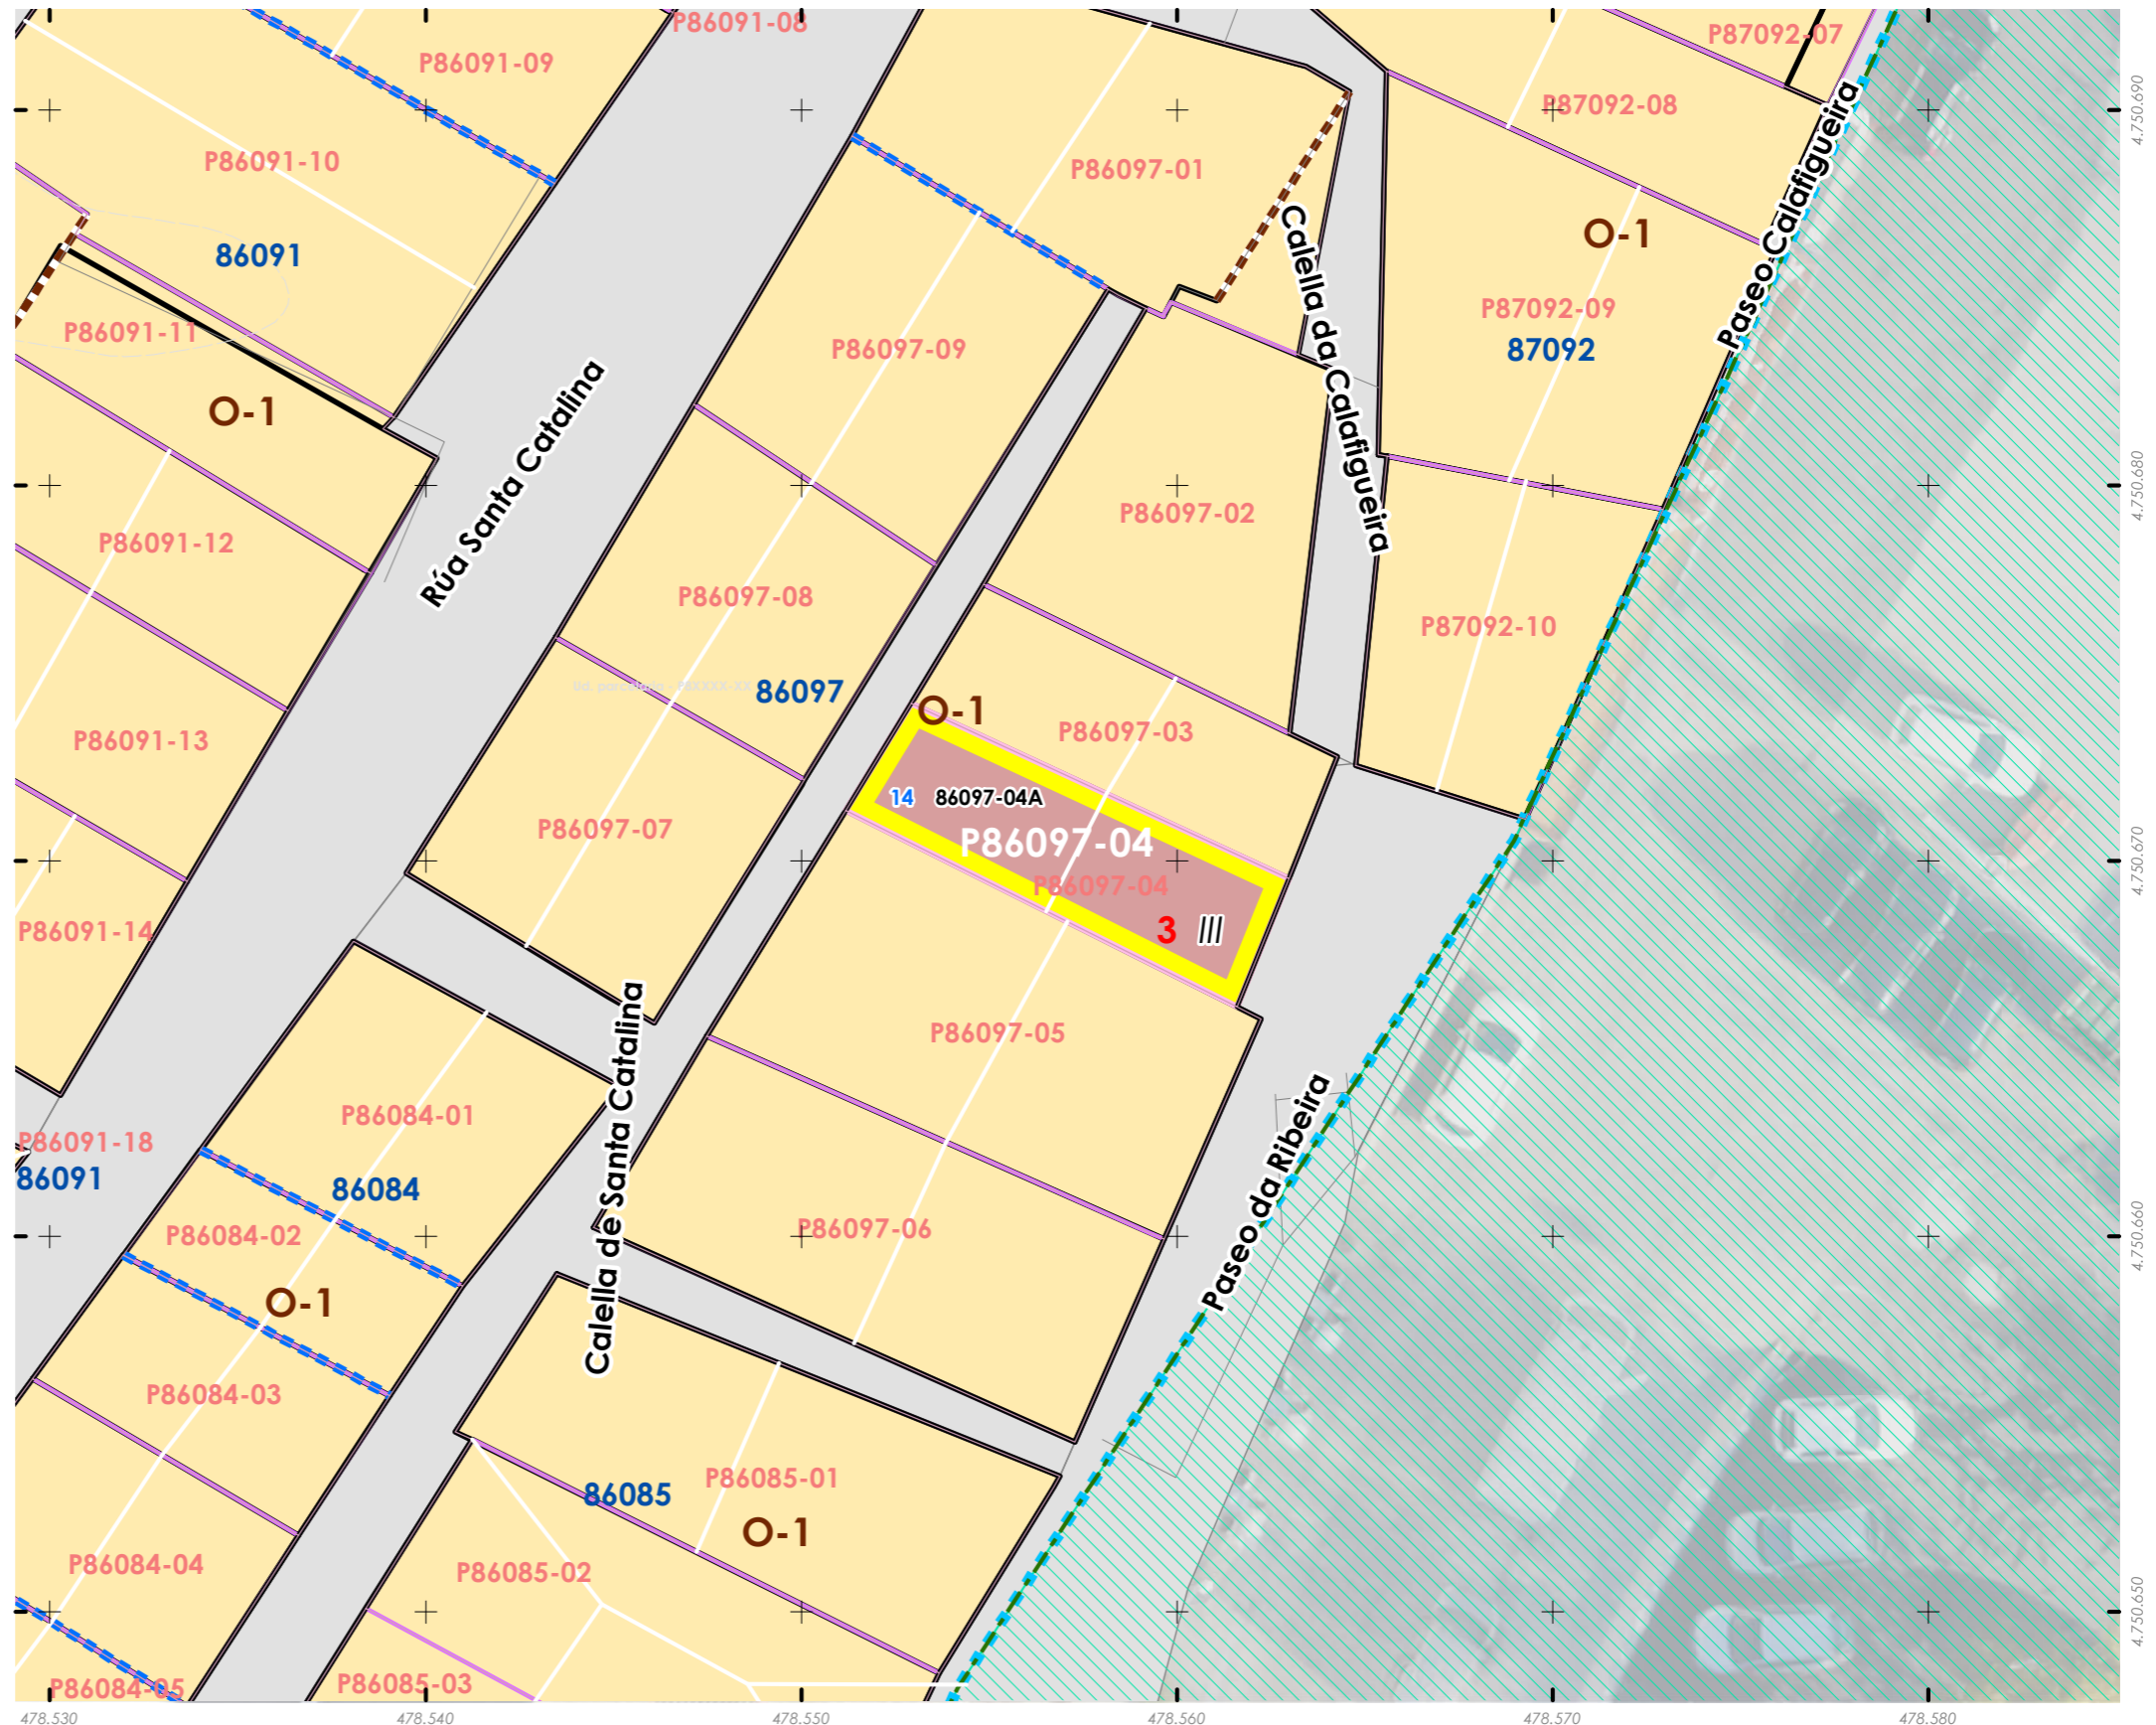 P86091-08
P87092-07
P86091-09
4.750.690
P87092-08
P86091-10
P86097-01
Paseo Calafigueira
O-1
86091
P87092-09
P86091-11
P86097-09
87092
Calella da Calafigueira
O-1
Rúa Santa Catalina
4.750.680
P86097-02
P86091-12
P86097-08
P87092-10
Ud. parcelario - P8XXXX-XX
86097
O-1
P86097-03
P86091-13
14 86097-04A
P86097-07
P86097-04
4.750.670
P86097-04
3 III
P86091-14
P86097-05
Calella de Santa Catalina
P86084-01
Paseo da Ribeira
P86091-18
86091
86084
P86084-02
P86097-06
4.750.660
O-1
P86084-03
P86085-01
86085
O-1
P86084-04
P86085-02
4.750.650
P86085-03
P86084-05
478.530
478.540
478.550
478.560
478.570
478.580